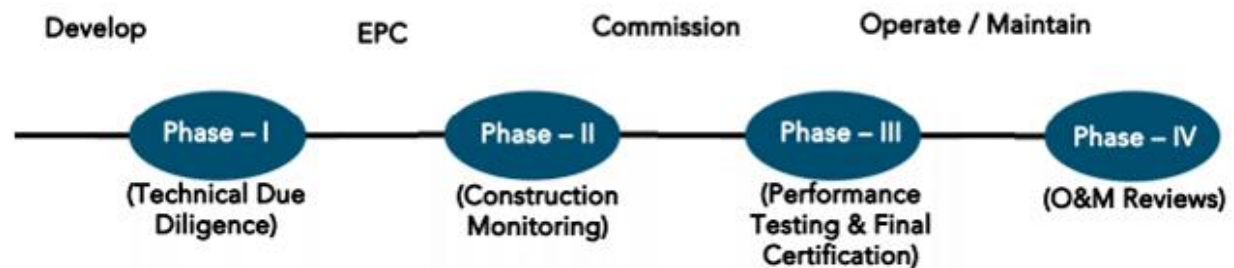 Develop
EPC
Commission
Operate / Maintain
Phase – I
Phase – II
Phase – III
Phase – IV
(Technical Due
Diligence)
(Construction
Monitoring)
(Performance
Testing & Final
Certification)
(O&M Reviews)